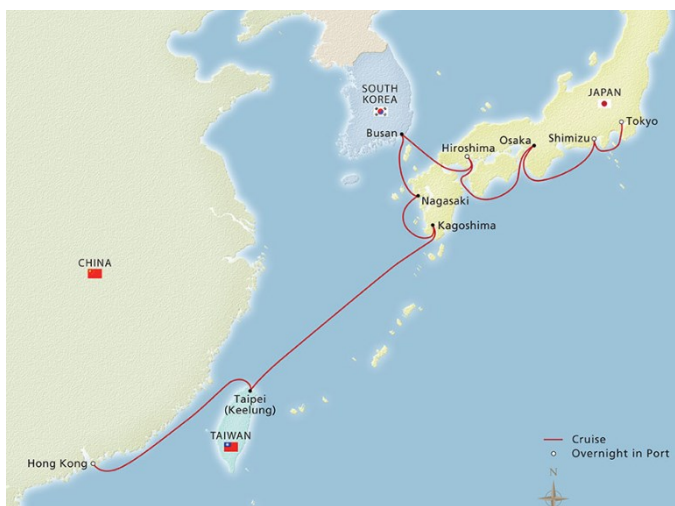 SOUTH
KOREA
JAPAN
Tokyo
Busan
Osaka
Shimizu
Hiroshima
Nagasaki
Kagoshima
CHINA
Taipei
(Keelung)
TAIWAN
Hong Kong
Cruise
Overnight in Port
N